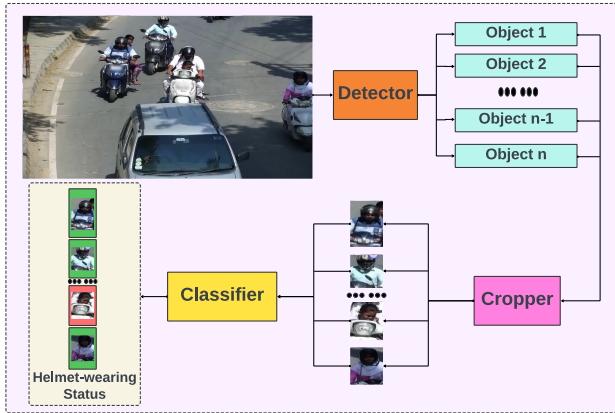 Object 1
Object 2
Detector
Object n-1
Object n
Classifier
Cropper
Helmet-wearing
Status